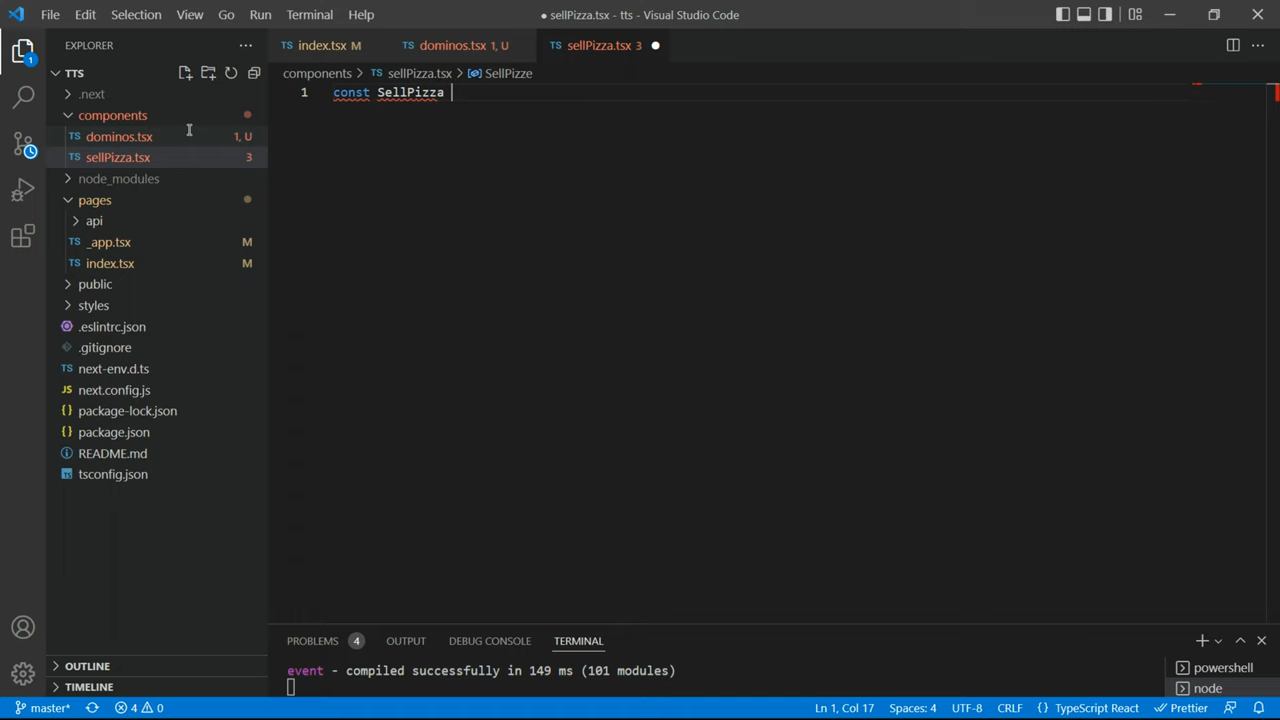 File Edit Selection View Go Run Terminal Help
● sellPizza.tsx - tts - Visual Studio Code
EXPLORER
TTS
.next
components
TS dominos.tsx 1, U
TS sellPizza.tsx 3
node_modules
pages
api
TS _app.tsx M
TS index.tsx M
public
styles
.eslintrc.json
.gitignore
TS next-env.d.ts
JS next.config.js
{} package-lock.json
{} package.json
README.md
TS tsconfig.json
OUTLINE
TIMELINE
1
TS index.tsx M TS dominos.tsx 1, U TS sellPizza.tsx 3 ●
components > TS sellPizza.tsx > SellPizze
1 const SellPizza
PROBLEMS 4 OUTPUT DEBUG CONSOLE TERMINAL
event - compiled successfully in 149 ms (101 modules)
powershell
node
master* 4 0 Ln 1, Col 17 Spaces: 4 UTF-8 CRLF {} TypeScript React Prettier